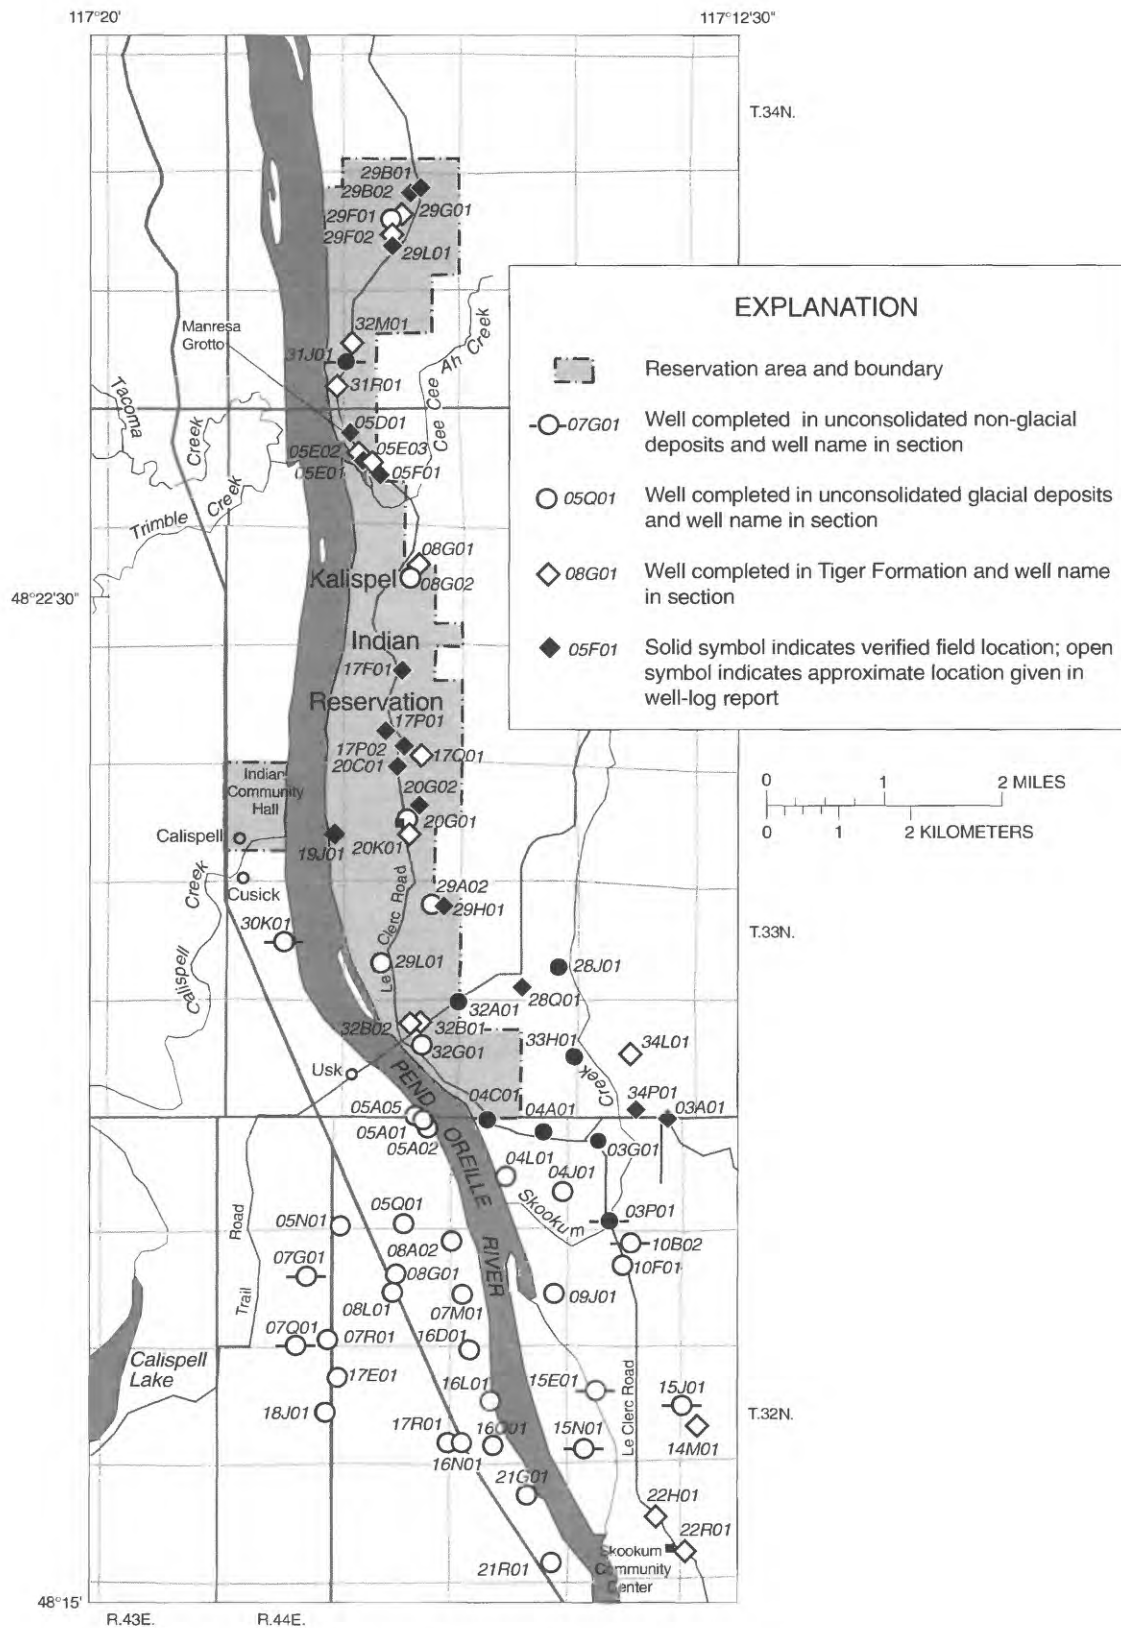 117°20'
117°12'30"
T.34N.
29B01
29B02
29G01
29F01
29F02
29L01
EXPLANATION
Reservation area and boundary
07G01 Well completed in unconsolidated non-glacial
deposits and well name in section
05Q01 Well completed in unconsolidated glacial deposits
and well name in section
08G01 Well completed in Tiger Formation and well name
in section
05F01 Solid symbol indicates verified field location; open
symbol indicates approximate location given in
well-log report
Manresa
Grotto
32M01
31J01
31R01
Cee Cee Ah Creek
Tacoma
Creek
05D01
05E02
05E03
05E01
05F01
Trimble Creek
08G01
Kalispel
08G02
48°22'30"
Indian
17F01
Reservation
17P01
17P02
17Q01
20C01
Indian
Community
Hall
20G02
20G01
0 1 2 MILES
0 1 2 KILOMETERS
Calispell
19J01
20K01
Cusick
Calispell Creek
29A02
29H01
30K01
Le Clerc Road
T.33N.
29L01
28J01
28Q01
32A01
32B02
32B01
32G01
33H01
34L01
Usk
Creek
PEND OREILLE RIVER
04C01
34P01
03A01
04A01
05A05
05A01
05A02
03G01
04L01
04J01
Skookum
05Q01
05N01
03P01
Road
08A02
10B02
07G01
08G01
10F01
Trail
08L01
07M01
09J01
07Q01
07R01
16D01
Calispell
Lake
17E01
16L01
15E01
15J01
Le Clerc Road
18J01
T.32N.
17R01
15N01
14M01
16N01
21G01
22H01
22R01
21R01
Skookum
Community
Center
48°15'
R.43E.
R.44E.